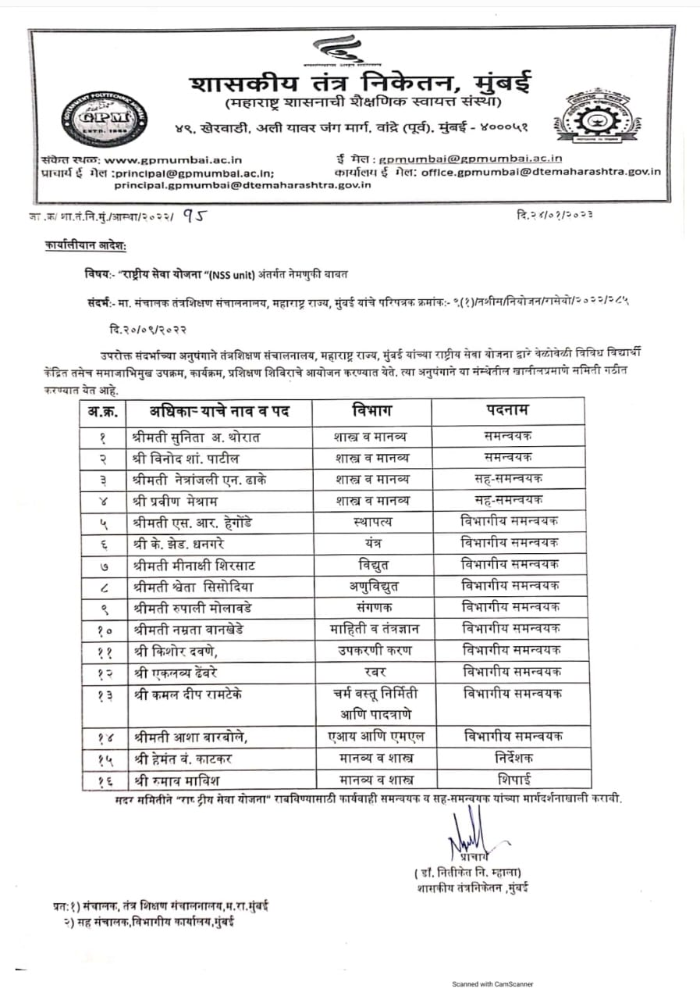 शासकीय तंत्र निकेतन, मुंबई
(महाराष्ट्र शासनाची शैक्षणिक स्वायत्त संस्था)
GOVERNMENT POLYTECHNIC MUMBAI
GPM
ESTD. 1960
४९, खेरवाडी, अली यावर जंग मार्ग, वांद्रे (पूर्व). मुंबई - ४०००५१
संकेत स्थळ: www.gpmumbai.ac.in ई मेल : gpmumbai@gpmumbai.ac.in
प्राचार्य ई मेल :principal@gpmumbai.ac.in; कार्यालय ई मेल: office.gpmumbai@dtemaharashtra.gov.in
principal.gpmumbai@dtemaharashtra.gov.in
जा .क्र/ शा.तं.नि.मुं./आस्था/२०२२/ १५ दि.२४/०१/२०२३
कार्यालीयान आदेश:
विषय:- "राष्ट्रीय सेवा योजना "(NSS unit) अंतर्गत नेमणुकी बाबत
संदर्भ:- मा. संचालक तंत्रशिक्षण संचालनालय, महाराष्ट्र राज्य, मुंबई यांचे परिपत्रक क्रमांक:- ९(१)/तशीम/नियोजन/रासेयो/२०२२/२८५
दि.२०/०९/२०२२
उपरोक्त संदर्भाच्या अनुषंगाने तंत्रशिक्षण संचालनालय, महाराष्ट्र राज्य, मुंबई यांच्या राष्ट्रीय सेवा योजना द्वारे वेळोवेळी विविध विद्यार्थी
केंद्रित तसेच समाजाभिमुख उपक्रम, कार्यक्रम, प्रशिक्षण शिबिराचे आयोजन करण्यात येते. त्या अनुषंगाने या संस्थेतील खालीलप्रमाणे समिती गठीत
करण्यात येत आहे.
अ.क्र. अधिकाऱ्याचे नाव व पद विभाग पदनाम
१ श्रीमती सुनिता अ. थोरात शास्त्र व मानव्य समन्वयक
२ श्री विनोद शां. पाटील शास्त्र व मानव्य समन्वयक
३ श्रीमती नेत्रांजली एन. ढाके शास्त्र व मानव्य सह-समन्वयक
४ श्री प्रवीण मेश्राम शास्त्र व मानव्य सह-समन्वयक
५ श्रीमती एस. आर. हेगोंडे स्थापत्य विभागीय समन्वयक
६ श्री के. झेड. धनगरे यंत्र विभागीय समन्वयक
७ श्रीमती मीनाक्षी शिरसाट विद्युत विभागीय समन्वयक
८ श्रीमती श्वेता सिसोदिया अणुविद्युत विभागीय समन्वयक
९ श्रीमती रुपाली मोलावडे संगणक विभागीय समन्वयक
१० श्रीमती नम्रता वानखेडे माहिती व तंत्रज्ञान विभागीय समन्वयक
११ श्री किशोर दवणे, उपकरणी करण विभागीय समन्वयक
१२ श्री एकलव्य ढेंबरे रबर विभागीय समन्वयक
१३ श्री कमल दीप रामटेके चर्म वस्तू निर्मिती विभागीय समन्वयक
आणि पादत्राणे
१४ श्रीमती आशा बारबोले, एआय आणि एमएल विभागीय समन्वयक
१५ श्री हेमंत वं. काटकर मानव्य व शास्त्र निर्देशक
१६ श्री रुमाव माविश मानव्य व शास्त्र शिपाई
सदर समितीने "राष्ट्रीय सेवा योजना" राबविण्यासाठी कार्यवाही समन्वयक व सह-समन्वयक यांच्या मार्गदर्शनाखाली करावी.
प्राचार्य
( डॉ. नितीकेत नि. म्हाला)
शासकीय तंत्रनिकेतन ,मुंबई
प्रत:१) संचालक, तंत्र शिक्षण संचालनालय,म.रा.मुंबई
२) सह संचालक,विभागीय कार्यालय,मुंबई
Scanned with CamScanner